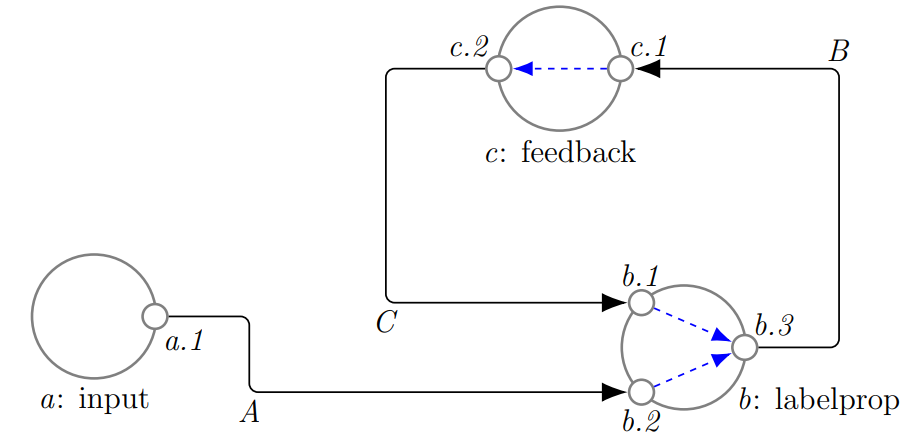 c.2
c.1
B
c: feedback
b.1
C
a.1
b.3
a: input
A
b: labelprop
b.2